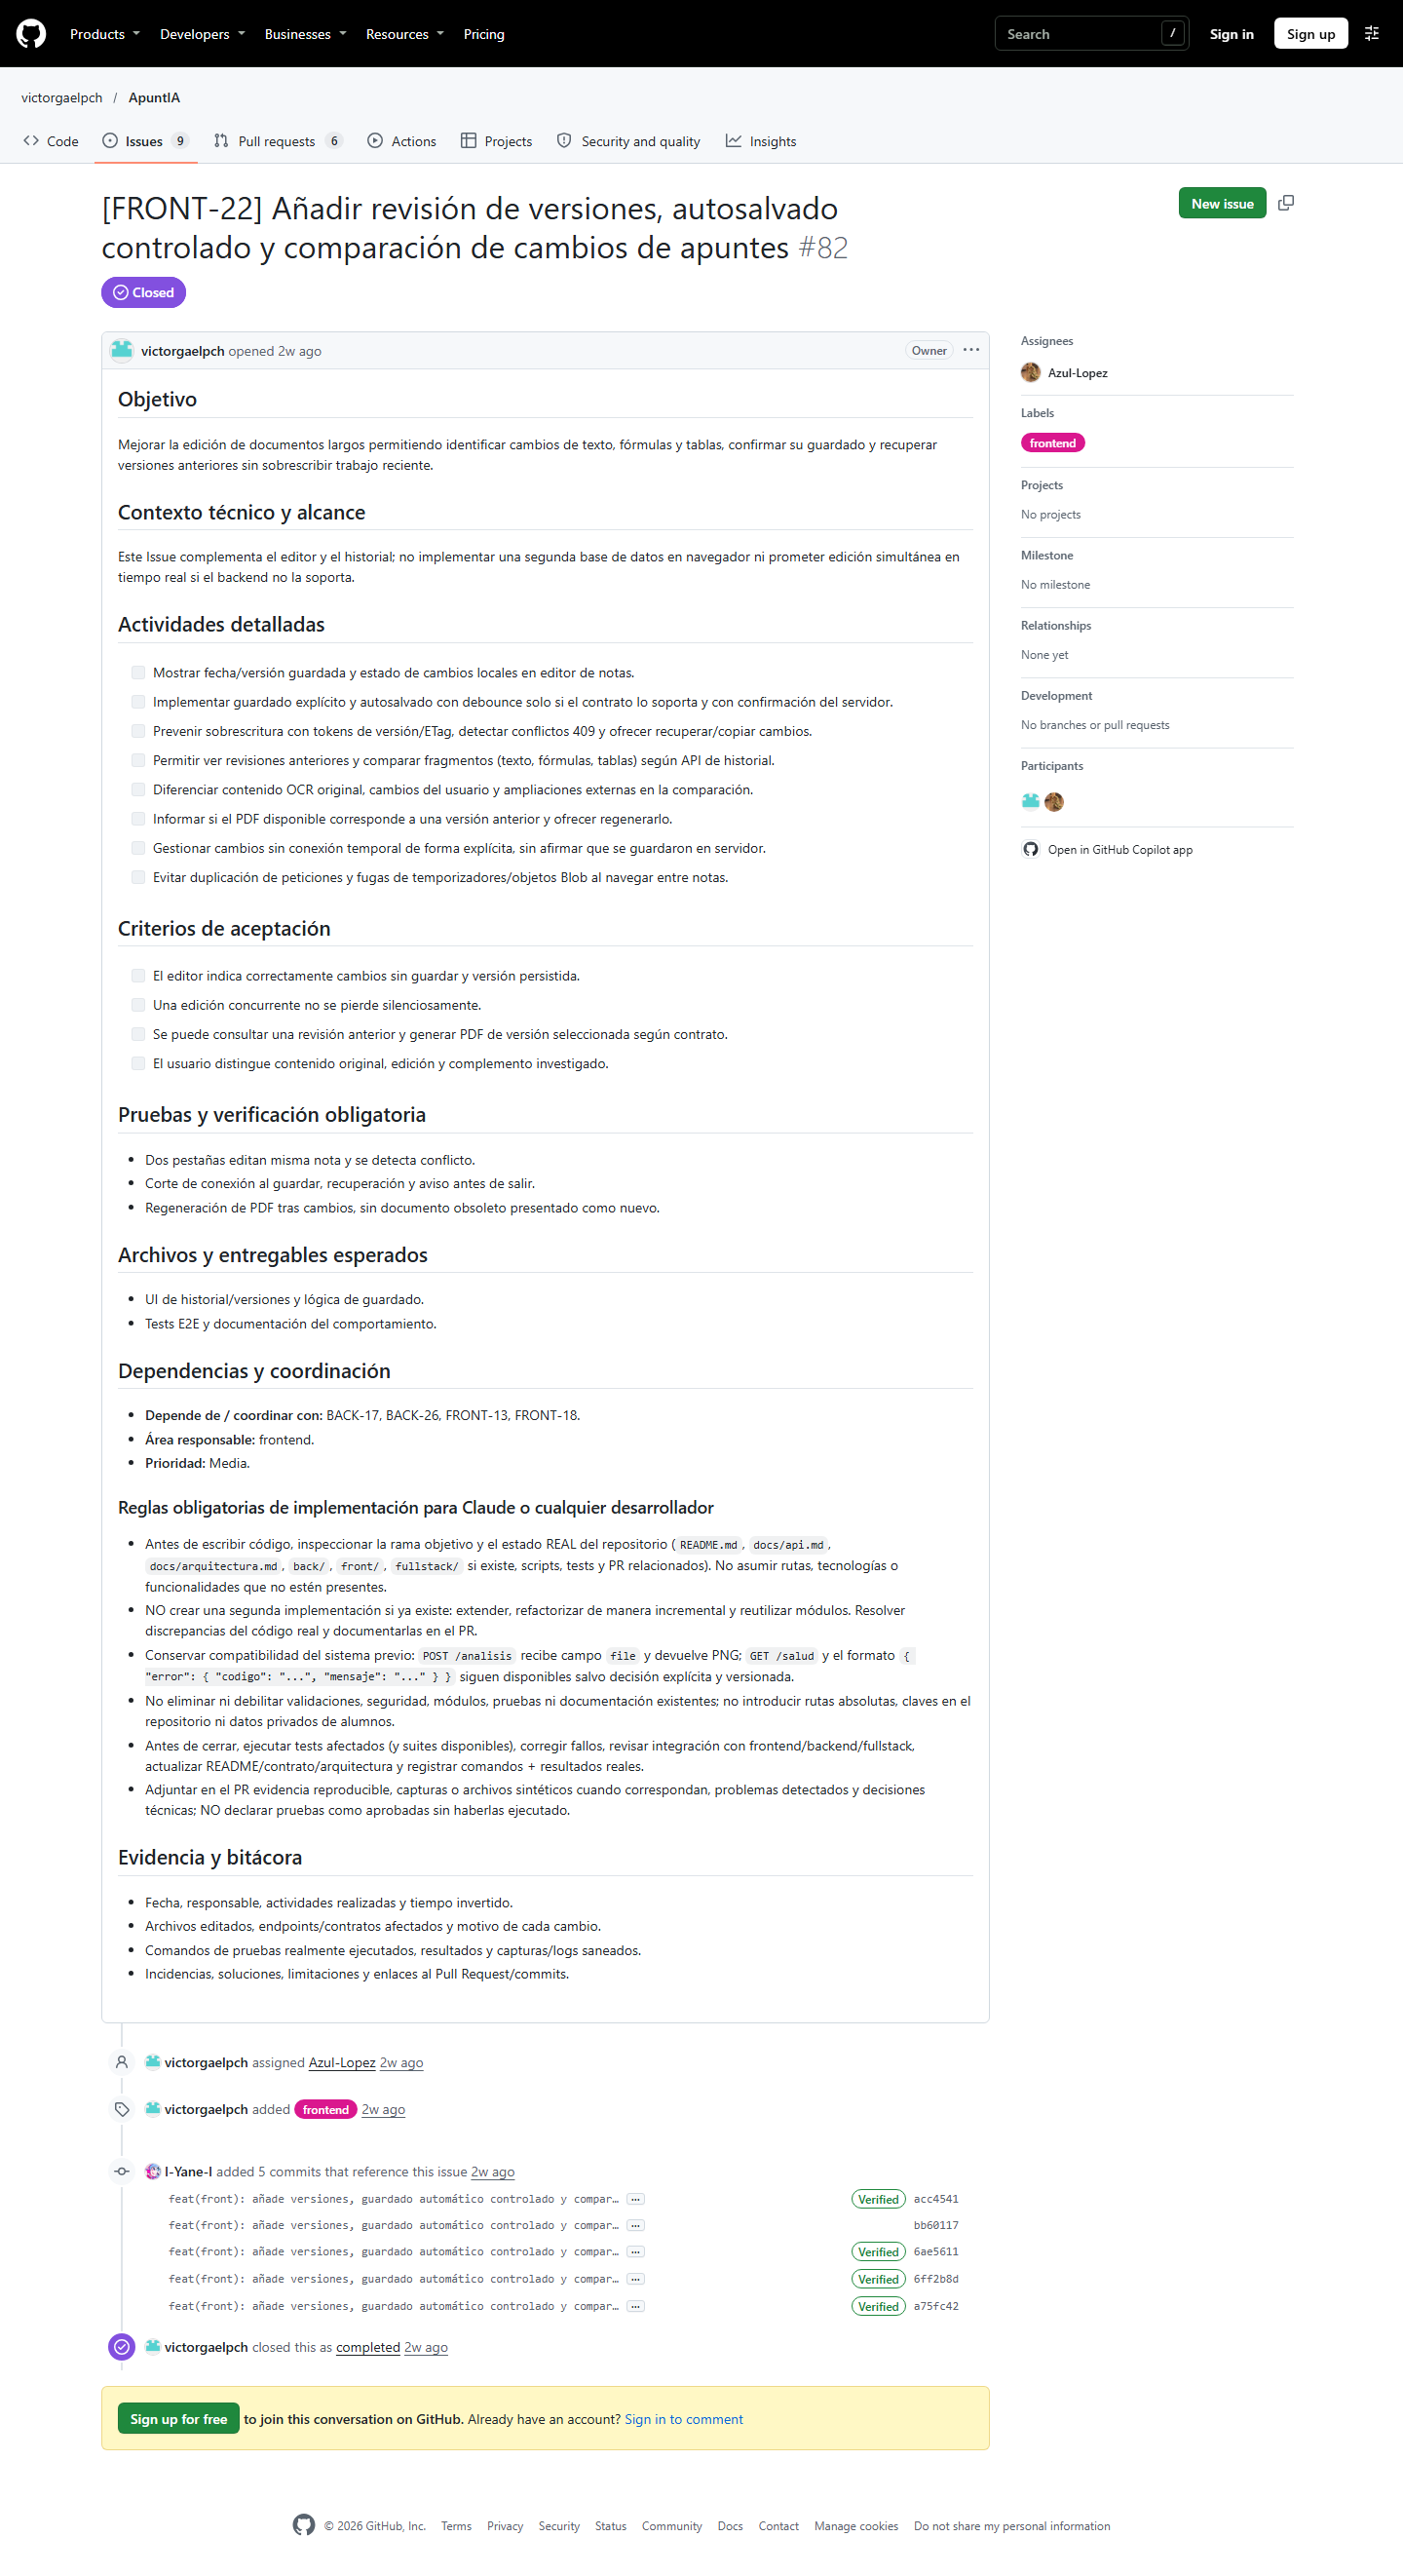 Products Developers Businesses Resources Pricing Search / Sign in Sign up
victorgaelpch / ApuntIA
Code Issues 9 Pull requests 6 Actions Projects Security and quality Insights
[FRONT-22] Añadir revisión de versiones, autosalvado
controlado y comparación de cambios de apuntes #82
New issue
Closed
victorgaelpch opened 2w ago Owner
Objetivo
Mejorar la edición de documentos largos permitiendo identificar cambios de texto, fórmulas y tablas, confirmar su guardado y recuperar
versiones anteriores sin sobrescribir trabajo reciente.
Contexto técnico y alcance
Este Issue complementa el editor y el historial; no implementar una segunda base de datos en navegador ni prometer edición simultánea en
tiempo real si el backend no la soporta.
Actividades detalladas
Mostrar fecha/versión guardada y estado de cambios locales en editor de notas.
Implementar guardado explícito y autosalvado con debounce solo si el contrato lo soporta y con confirmación del servidor.
Prevenir sobrescritura con tokens de versión/ETag, detectar conflictos 409 y ofrecer recuperar/copiar cambios.
Permitir ver revisiones anteriores y comparar fragmentos (texto, fórmulas, tablas) según API de historial.
Diferenciar contenido OCR original, cambios del usuario y ampliaciones externas en la comparación.
Informar si el PDF disponible corresponde a una versión anterior y ofrecer regenerarlo.
Gestionar cambios sin conexión temporal de forma explícita, sin afirmar que se guardaron en servidor.
Evitar duplicación de peticiones y fugas de temporizadores/objetos Blob al navegar entre notas.
Criterios de aceptación
El editor indica correctamente cambios sin guardar y versión persistida.
Una edición concurrente no se pierde silenciosamente.
Se puede consultar una revisión anterior y generar PDF de versión seleccionada según contrato.
El usuario distingue contenido original, edición y complemento investigado.
Pruebas y verificación obligatoria
Dos pestañas editan misma nota y se detecta conflicto.
Corte de conexión al guardar, recuperación y aviso antes de salir.
Regeneración de PDF tras cambios, sin documento obsoleto presentado como nuevo.
Archivos y entregables esperados
UI de historial/versiones y lógica de guardado.
Tests E2E y documentación del comportamiento.
Dependencias y coordinación
Depende de / coordinar con: BACK-17, BACK-26, FRONT-13, FRONT-18.
Área responsable: frontend.
Prioridad: Media.
Reglas obligatorias de implementación para Claude o cualquier desarrollador
Antes de escribir código, inspeccionar la rama objetivo y el estado REAL del repositorio ( README.md , docs/api.md ,
docs/arquitectura.md , back/ , front/ , fullstack/ si existe, scripts, tests y PR relacionados). No asumir rutas, tecnologías o
funcionalidades que no estén presentes.
NO crear una segunda implementación si ya existe: extender, refactorizar de manera incremental y reutilizar módulos. Resolver
discrepancias del código real y documentarlas en el PR.
Conservar compatibilidad del sistema previo: POST /analisis recibe campo file y devuelve PNG; GET /salud y el formato {
"error": { "codigo": "...", "mensaje": "..." } } siguen disponibles salvo decisión explícita y versionada.
No eliminar ni debilitar validaciones, seguridad, módulos, pruebas ni documentación existentes; no introducir rutas absolutas, claves en el
repositorio ni datos privados de alumnos.
Antes de cerrar, ejecutar tests afectados (y suites disponibles), corregir fallos, revisar integración con frontend/backend/fullstack,
actualizar README/contrato/arquitectura y registrar comandos + resultados reales.
Adjuntar en el PR evidencia reproducible, capturas o archivos sintéticos cuando correspondan, problemas detectados y decisiones
técnicas; NO declarar pruebas como aprobadas sin haberlas ejecutado.
Evidencia y bitácora
Fecha, responsable, actividades realizadas y tiempo invertido.
Archivos editados, endpoints/contratos afectados y motivo de cada cambio.
Comandos de pruebas realmente ejecutados, resultados y capturas/logs saneados.
Incidencias, soluciones, limitaciones y enlaces al Pull Request/commits.
victorgaelpch assigned Azul-Lopez 2w ago
victorgaelpch added frontend 2w ago
I-Yane-I added 5 commits that reference this issue 2w ago
feat(front): añade versiones, guardado automático controlado y compar… … Verified acc4541
feat(front): añade versiones, guardado automático controlado y compar… … bb60117
feat(front): añade versiones, guardado automático controlado y compar… … Verified 6ae5611
feat(front): añade versiones, guardado automático controlado y compar… … Verified 6ff2b8d
feat(front): añade versiones, guardado automático controlado y compar… … Verified a75fc42
victorgaelpch closed this as completed 2w ago
Sign up for free to join this conversation on GitHub. Already have an account? Sign in to comment
Assignees
Azul-Lopez
Labels
frontend
Projects
No projects
Milestone
No milestone
Relationships
None yet
Development
No branches or pull requests
Participants
Open in GitHub Copilot app
© 2026 GitHub, Inc. Terms Privacy Security Status Community Docs Contact Manage cookies Do not share my personal information